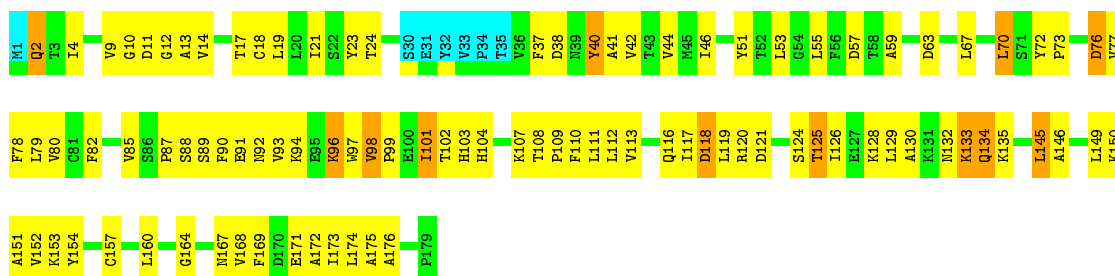 M1 Q2 T3 I4 V9 G10 D11 G12 A13 V14 T17 C18 L19 L20 I21 S22 Y23 T24 S30 E31 Y32 V33 P34 T35 V36 F37 D38 N39 Y40 A41 V42 T43 V44 M45 I46 Y51 T52 L53 G54 L55 F56 D57 T58 A59 D63 L67 L70 S71 Y72 P73 D76 V77
F78 L79 V80 C81 F82 V85 S86 P87 S88 S89 F90 E91 N92 V93 K94 E95 K96 W97 V98 P99 E100 I101 T102 H103 H104 K107 T108 P109 F110 L111 L112 V113 Q116 I117 D118 L119 R120 D121 S124 T125 I126 E127 K128 L129 A130 K131 N132 K133 Q134 K135 L145 A146 L149 K150
A151 V152 K153 Y154 C157 L160 G164 N167 V168 F169 D170 E171 A172 I173 L174 A175 A176 P179